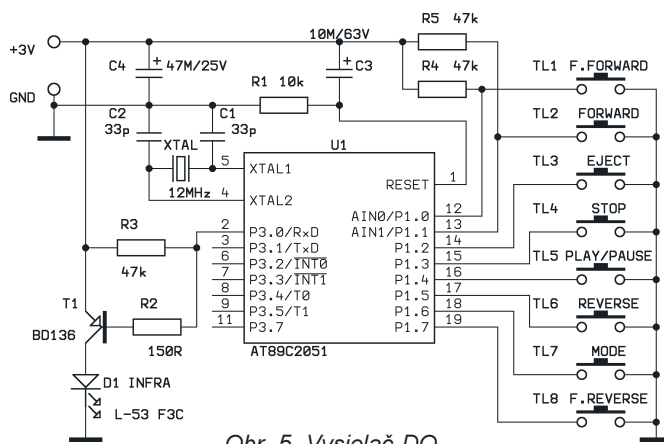 +3V
GND
C4
+
47M/25V
10M/63V
+
C3
R1 10k
R5 47k
R4 47k
C2
33p
C1
33p
XTAL
12MHz
U1
5
XTAL1
4
XTAL2
2
P3.0/RxD
3
P3.1/TxD
6
P3.2/INT0
7
P3.3/INT1
8
P3.4/T0
9
P3.5/T1
11
P3.7
RESET
1
AIN0/P1.0
12
AIN1/P1.1
13
P1.2
14
P1.3
15
P1.4
16
P1.5
17
P1.6
18
P1.7
19
AT89C2051
R3
47k
T1
BD136
R2
150R
D1 INFRA
L-53 F3C
TL1 F.FORWARD
TL2 FORWARD
TL3 EJECT
TL4 STOP
TL5 PLAY/PAUSE
TL6 REVERSE
TL7 MODE
TL8 F.REVERSE
Obr. 5. Vysielač DO